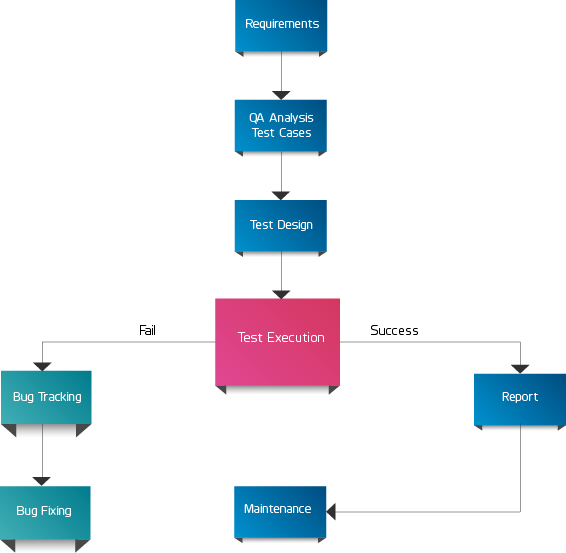 Requirements
QA Analysis
Test Cases
Test Design
Test Execution
Fail
Success
Bug Tracking
Report
Bug Fixing
Maintenance